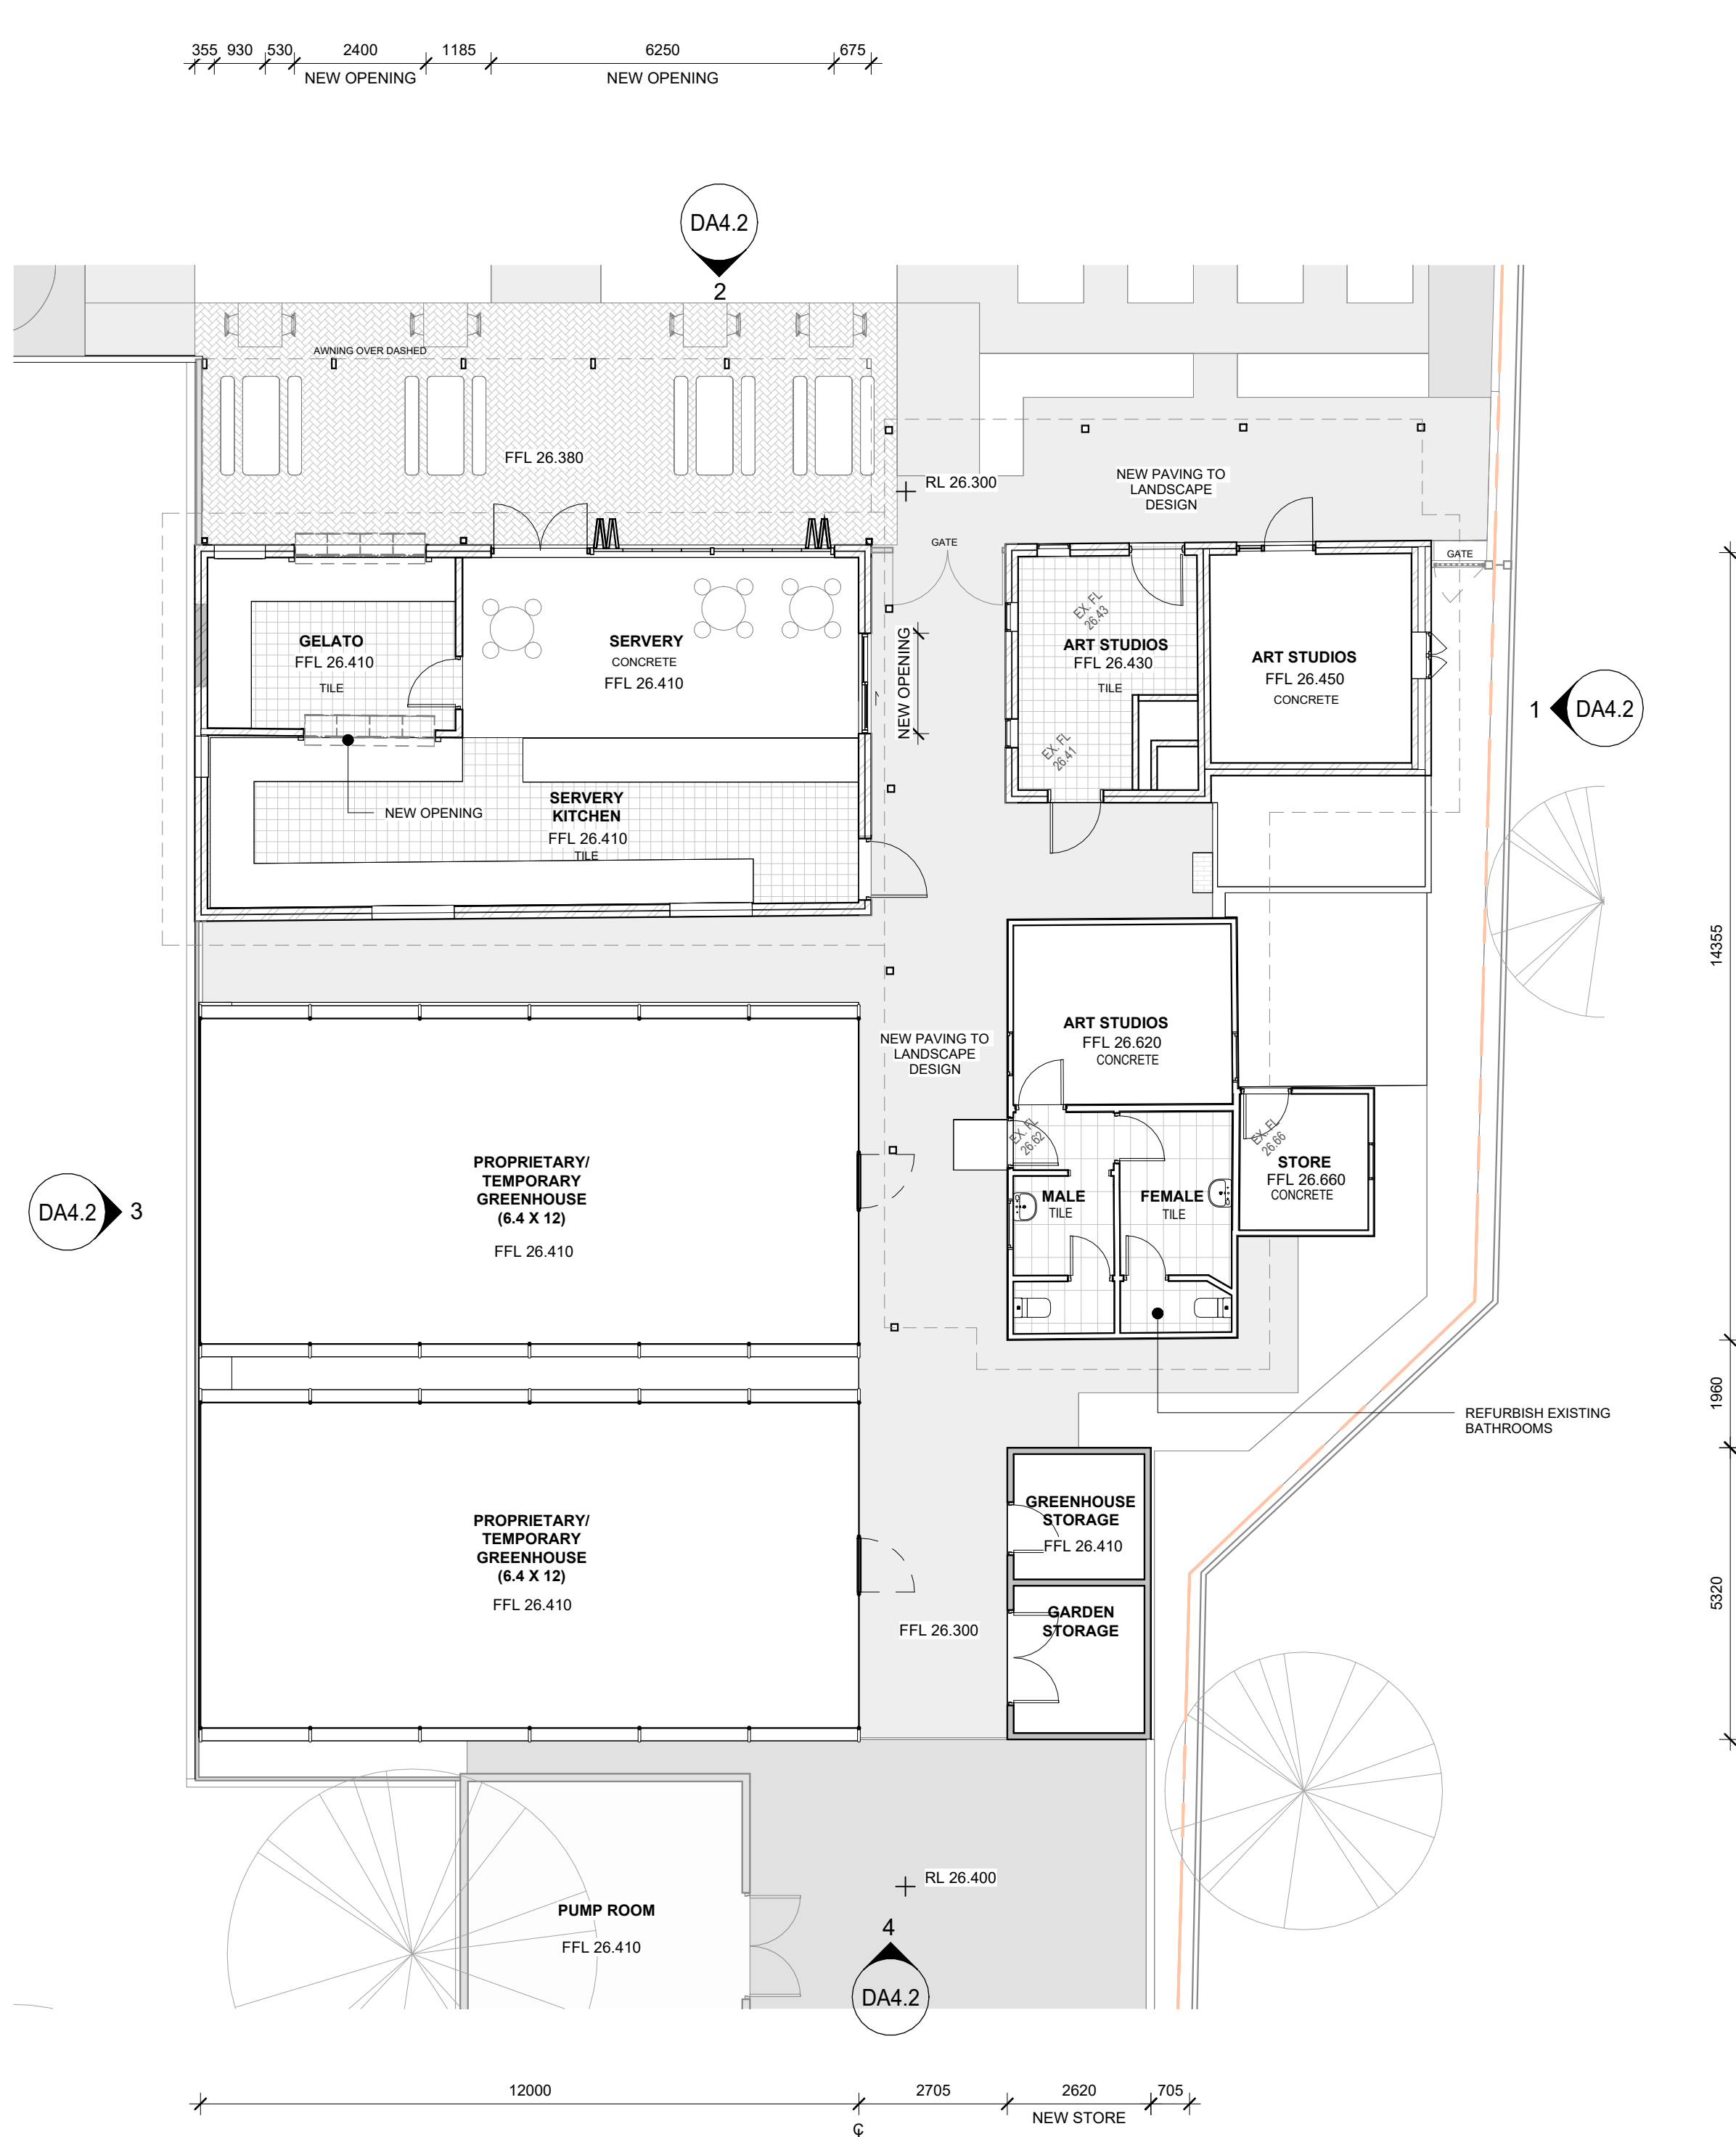 355 930 530 2400 1185 6250 675
NEW OPENING NEW OPENING
DA4.2
2
AWNING OVER DASHED
FFL 26.380
RL 26.300
NEW PAVING TO
LANDSCAPE
DESIGN
GATE
GATE
GELATO
FFL 26.410
TILE
SERVERY
CONCRETE
FFL 26.410
NEW OPENING
EX. FL
26.43
ART STUDIOS
FFL 26.430
TILE
EX. FL
26.41
ART STUDIOS
FFL 26.450
CONCRETE
1 DA4.2
NEW OPENING
SERVERY
KITCHEN
FFL 26.410
TILE
14355
NEW PAVING TO
LANDSCAPE
DESIGN
ART STUDIOS
FFL 26.620
CONCRETE
EX. FL
26.62
EX. FL
26.66
STORE
FFL 26.660
CONCRETE
MALE
TILE
FEMALE
TILE
PROPRIETARY/
TEMPORARY
GREENHOUSE
(6.4 X 12)
FFL 26.410
DA4.2 3
1960
REFURBISH EXISTING
BATHROOMS
GREENHOUSE
STORAGE
FFL 26.410
PROPRIETARY/
TEMPORARY
GREENHOUSE
(6.4 X 12)
FFL 26.410
5320
GARDEN
STORAGE
FFL 26.300
RL 26.400
PUMP ROOM
FFL 26.410
4
DA4.2
12000 2705 2620 705
NEW STORE